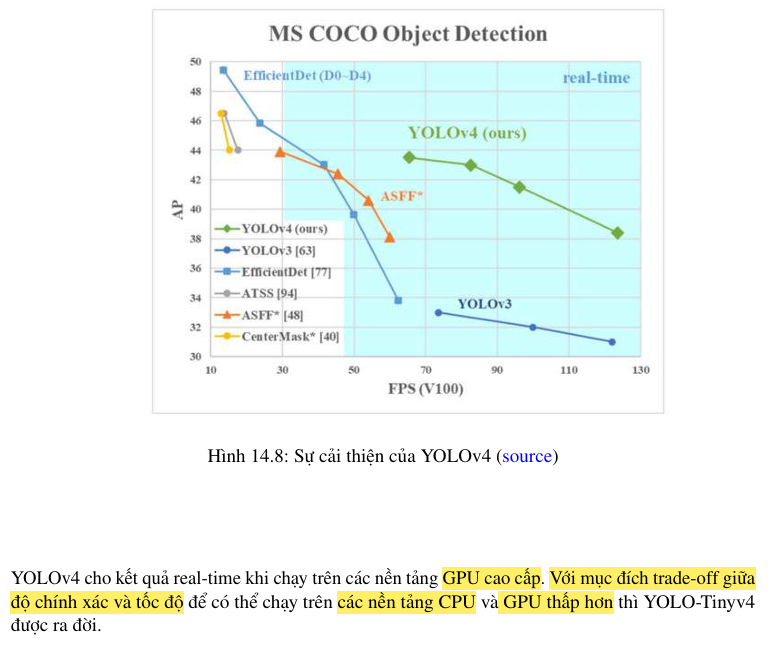 MS COCO Object Detection
50
48
46
44
42
40
38
36
34
32
30
AP
EfficientDet (D0~D4)
real-time
YOLOv4 (ours)
ASFF*
YOLOv3
YOLOv4 (ours)
YOLOv3 [63]
EfficientDet [77]
ATSS [94]
ASFF* [48]
CenterMask* [40]
10 30 50 70 90 110 130
FPS (V100)
Hình 14.8: Sự cải thiện của YOLOv4 (source)
YOLOv4 cho kết quả real-time khi chạy trên các nền tảng GPU cao cấp. Với mục đích trade-off giữa
độ chính xác và tốc độ để có thể chạy trên các nền tảng CPU và GPU thấp hơn thì YOLO-Tinyv4
được ra đời.